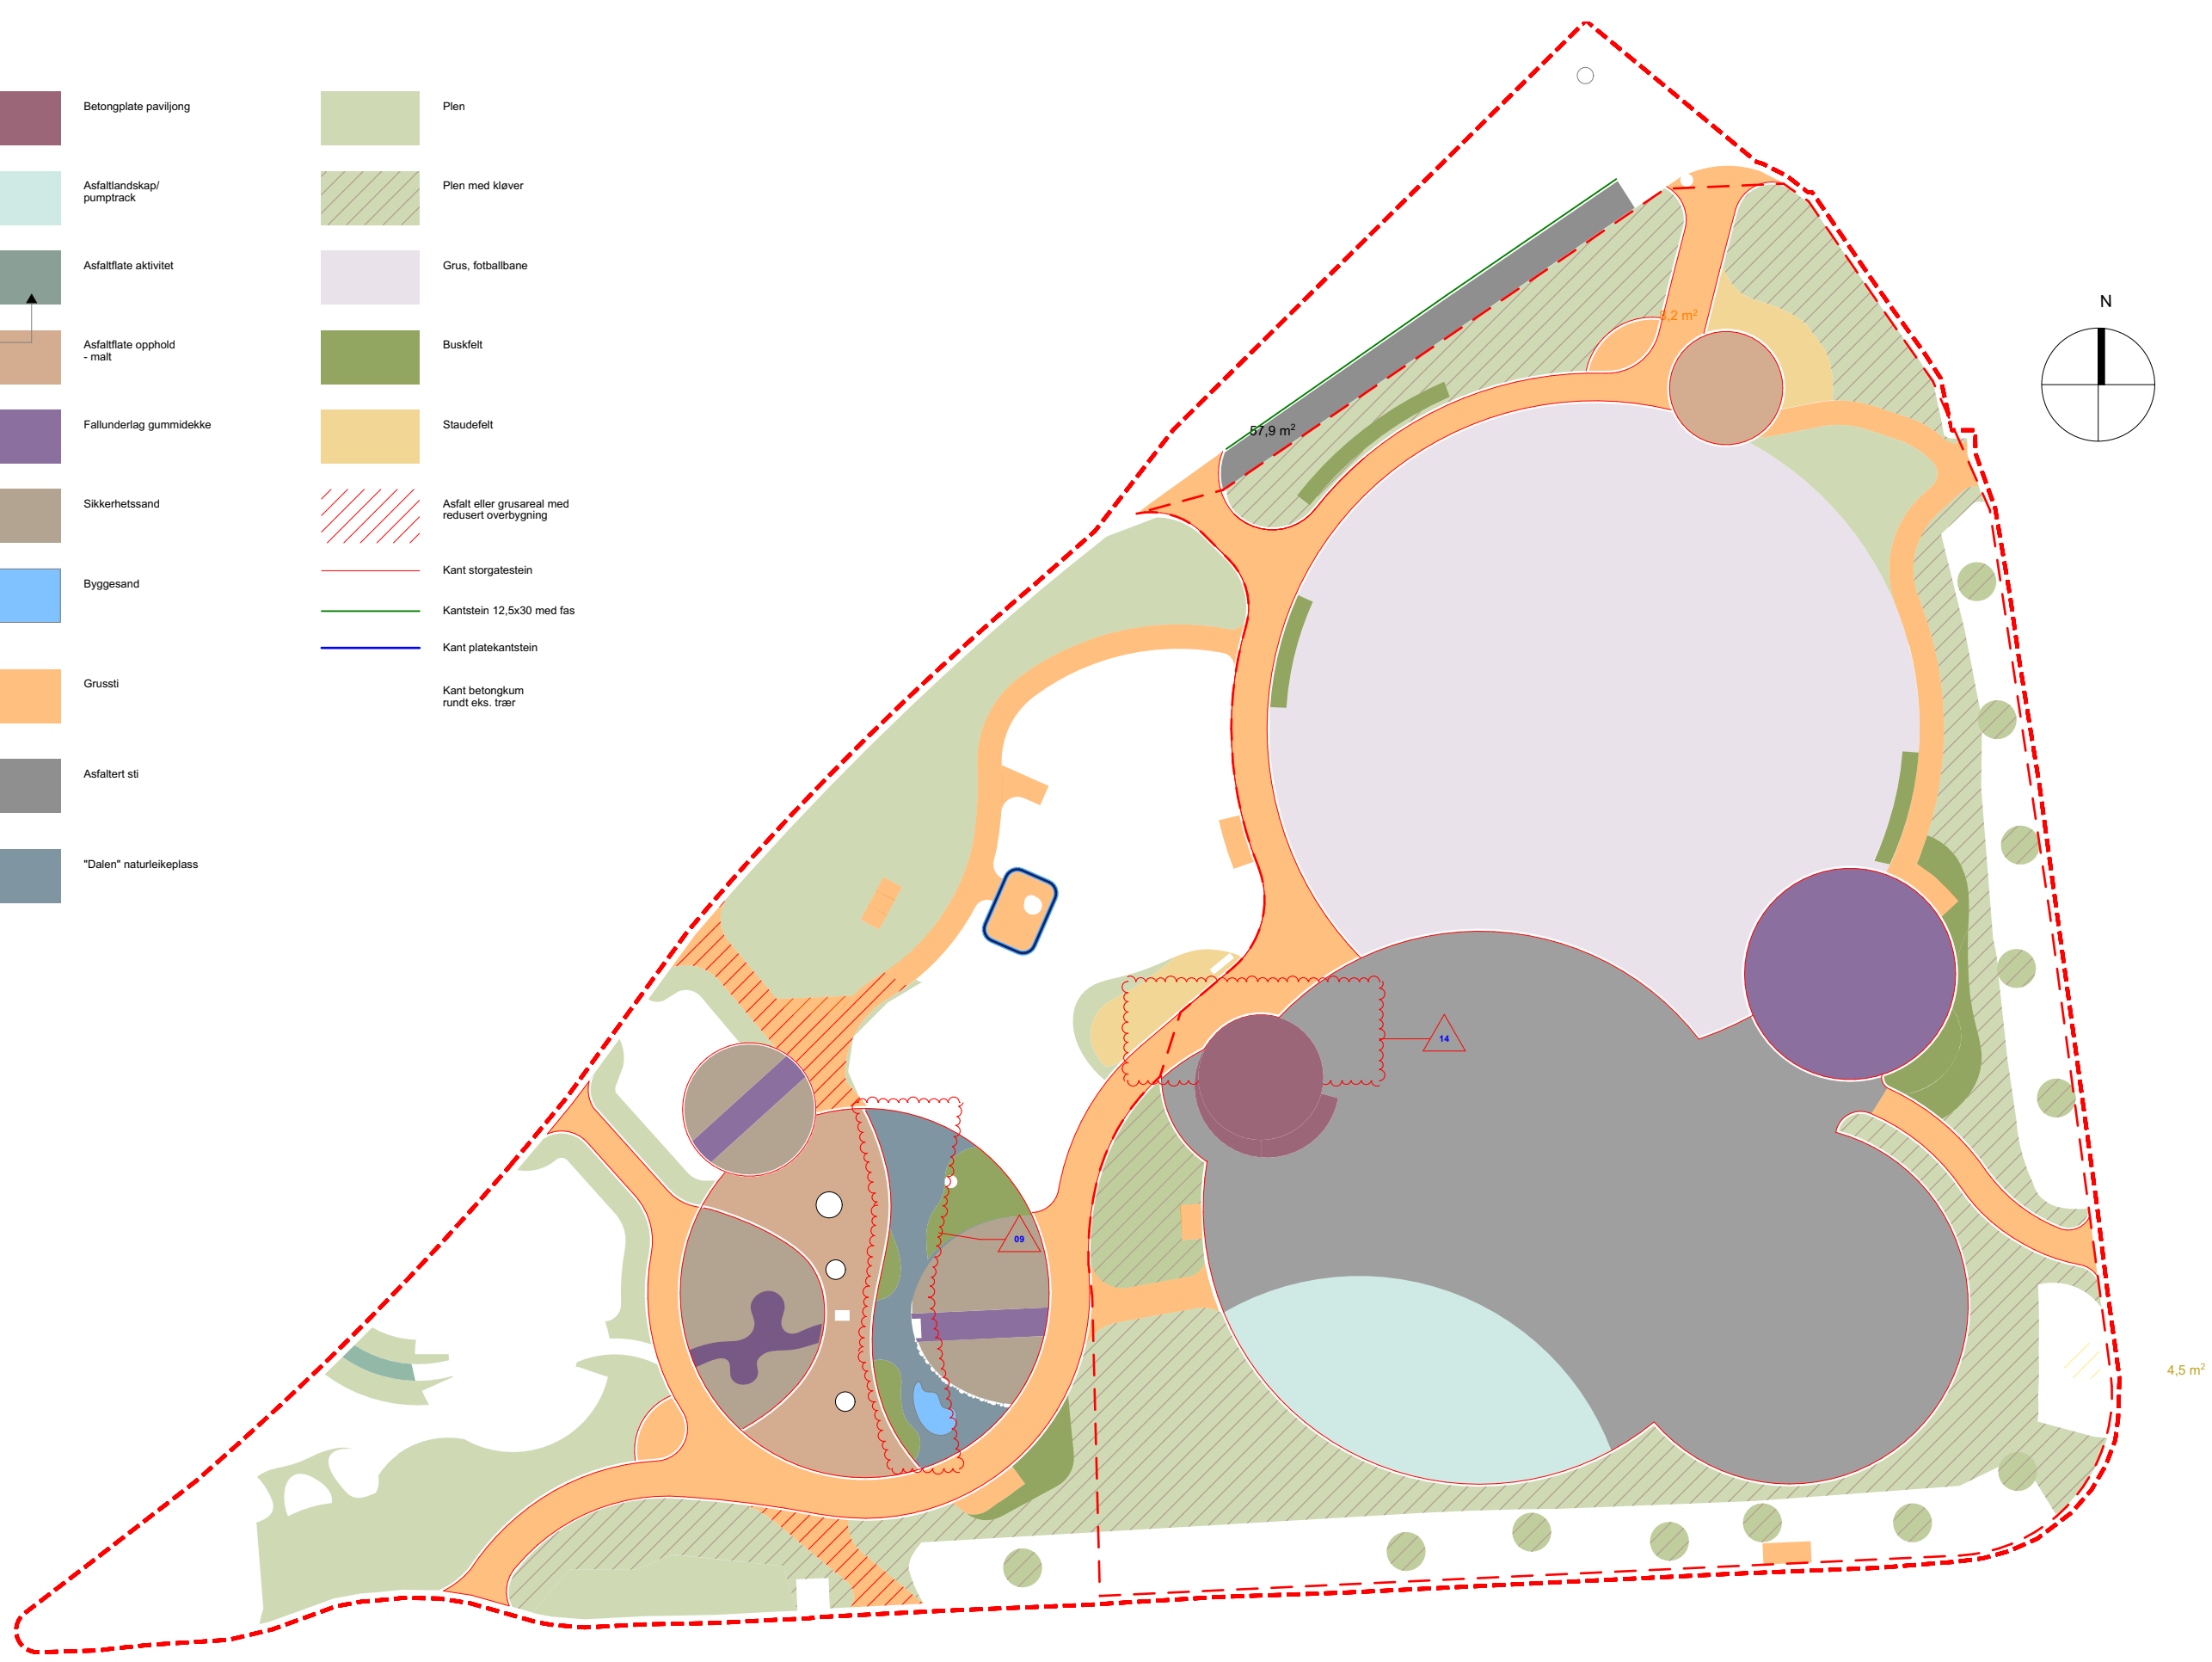 Betongplate paviljong
Asfaltlandskap/
pumptrack
Asfaltflate aktivitet
Asfaltflate opphold
- malt
Fallunderlag gummidekke
Sikkerhetssand
Byggesand
Grussti
Asfaltert sti
"Dalen" naturleikeplass
Plen
Plen med kløver
Grus, fotballbane
Buskfelt
Staudefelt
Asfalt eller grusareal med
redusert overbygning
Kant storgatestein
Kantstein 12,5x30 med fas
Kant platekantstein
Kant betongkum
rundt eks. trær
N
57,9 m²
14
09
4,5 m²